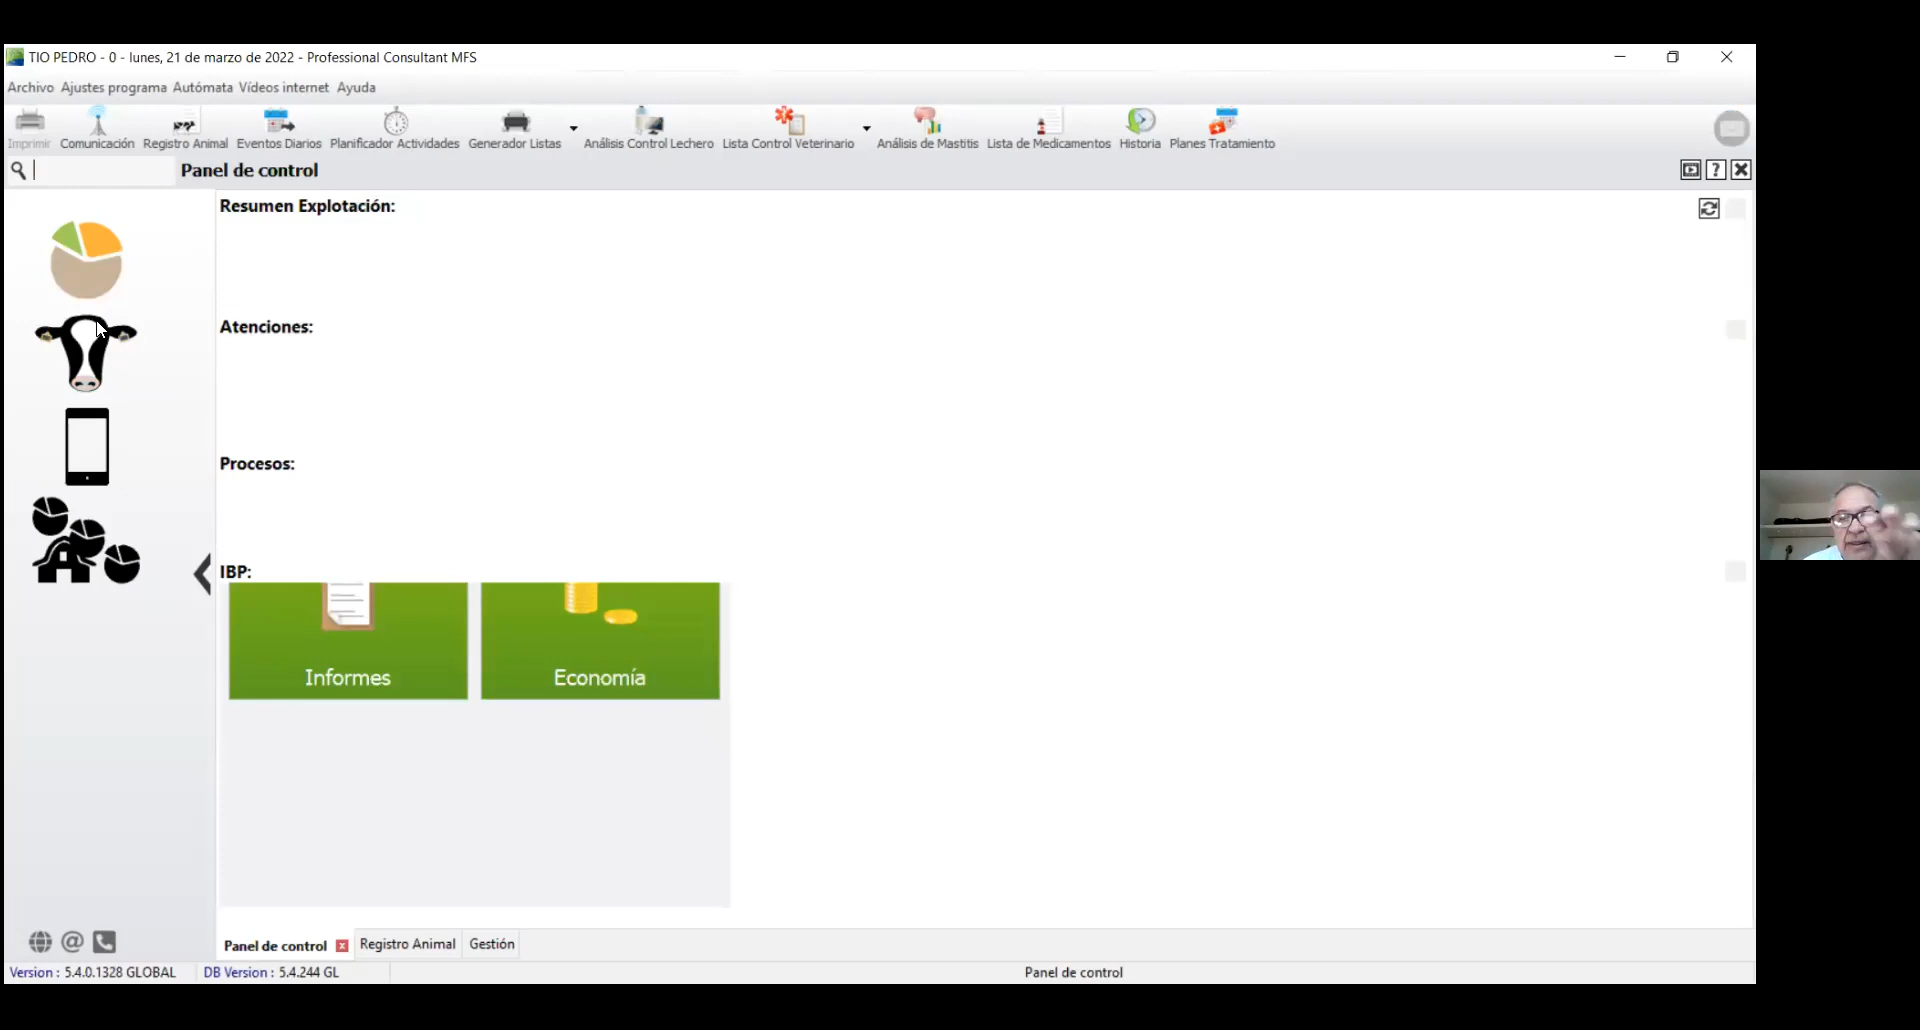 TIO PEDRO - 0 - lunes, 21 de marzo de 2022 - Professional Consultant MFS
Archivo Ajustes programa Autómata Vídeos internet Ayuda
Imprimir Comunicación Registro Animal Eventos Diarios Planificador Actividades Generador Listas Análisis Control Lechero Lista Control Veterinario Análisis de Mastitis Lista de Medicamentos Historia Planes Tratamiento
Panel de control
?
Resumen Explotación:
Atenciones:
Procesos:
IBP:
Informes Economía
@
Panel de control Registro Animal Gestión
Version : 5.4.0.1328 GLOBAL DB Version : 5.4.244 GL Panel de control